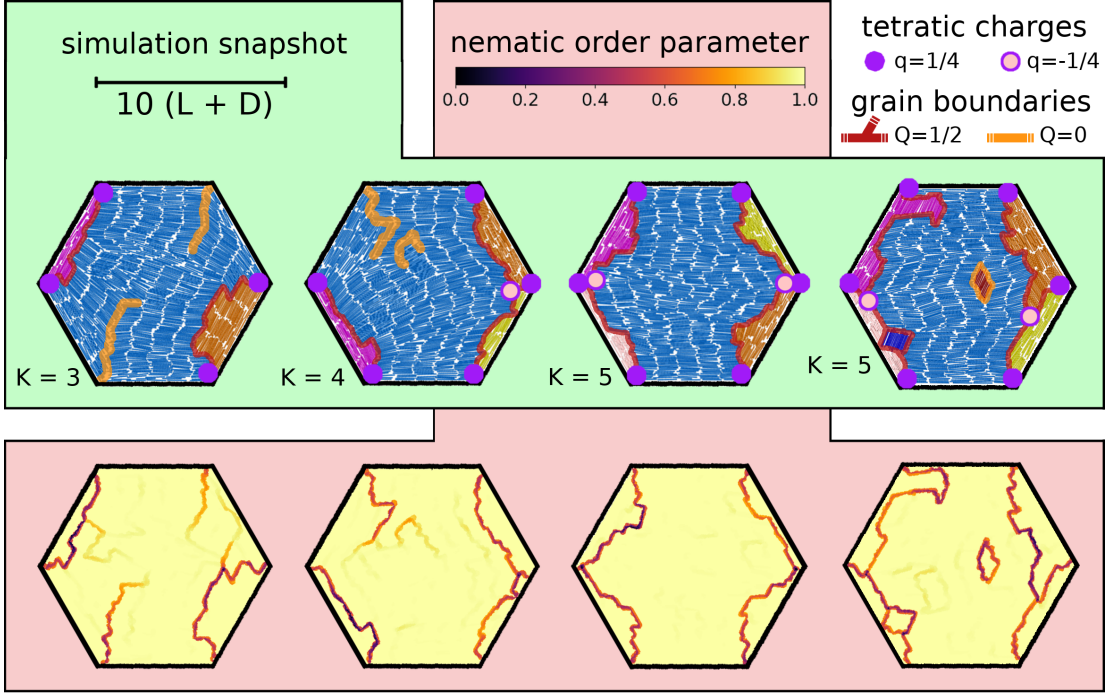 simulation snapshot
10 (L + D)
nematic order parameter
0.0 0.2 0.4 0.6 0.8 1.0
tetratic charges
q=1/4 q=-1/4
grain boundaries
Q=1/2 Q=0
K = 3
K = 4
K = 5
K = 5